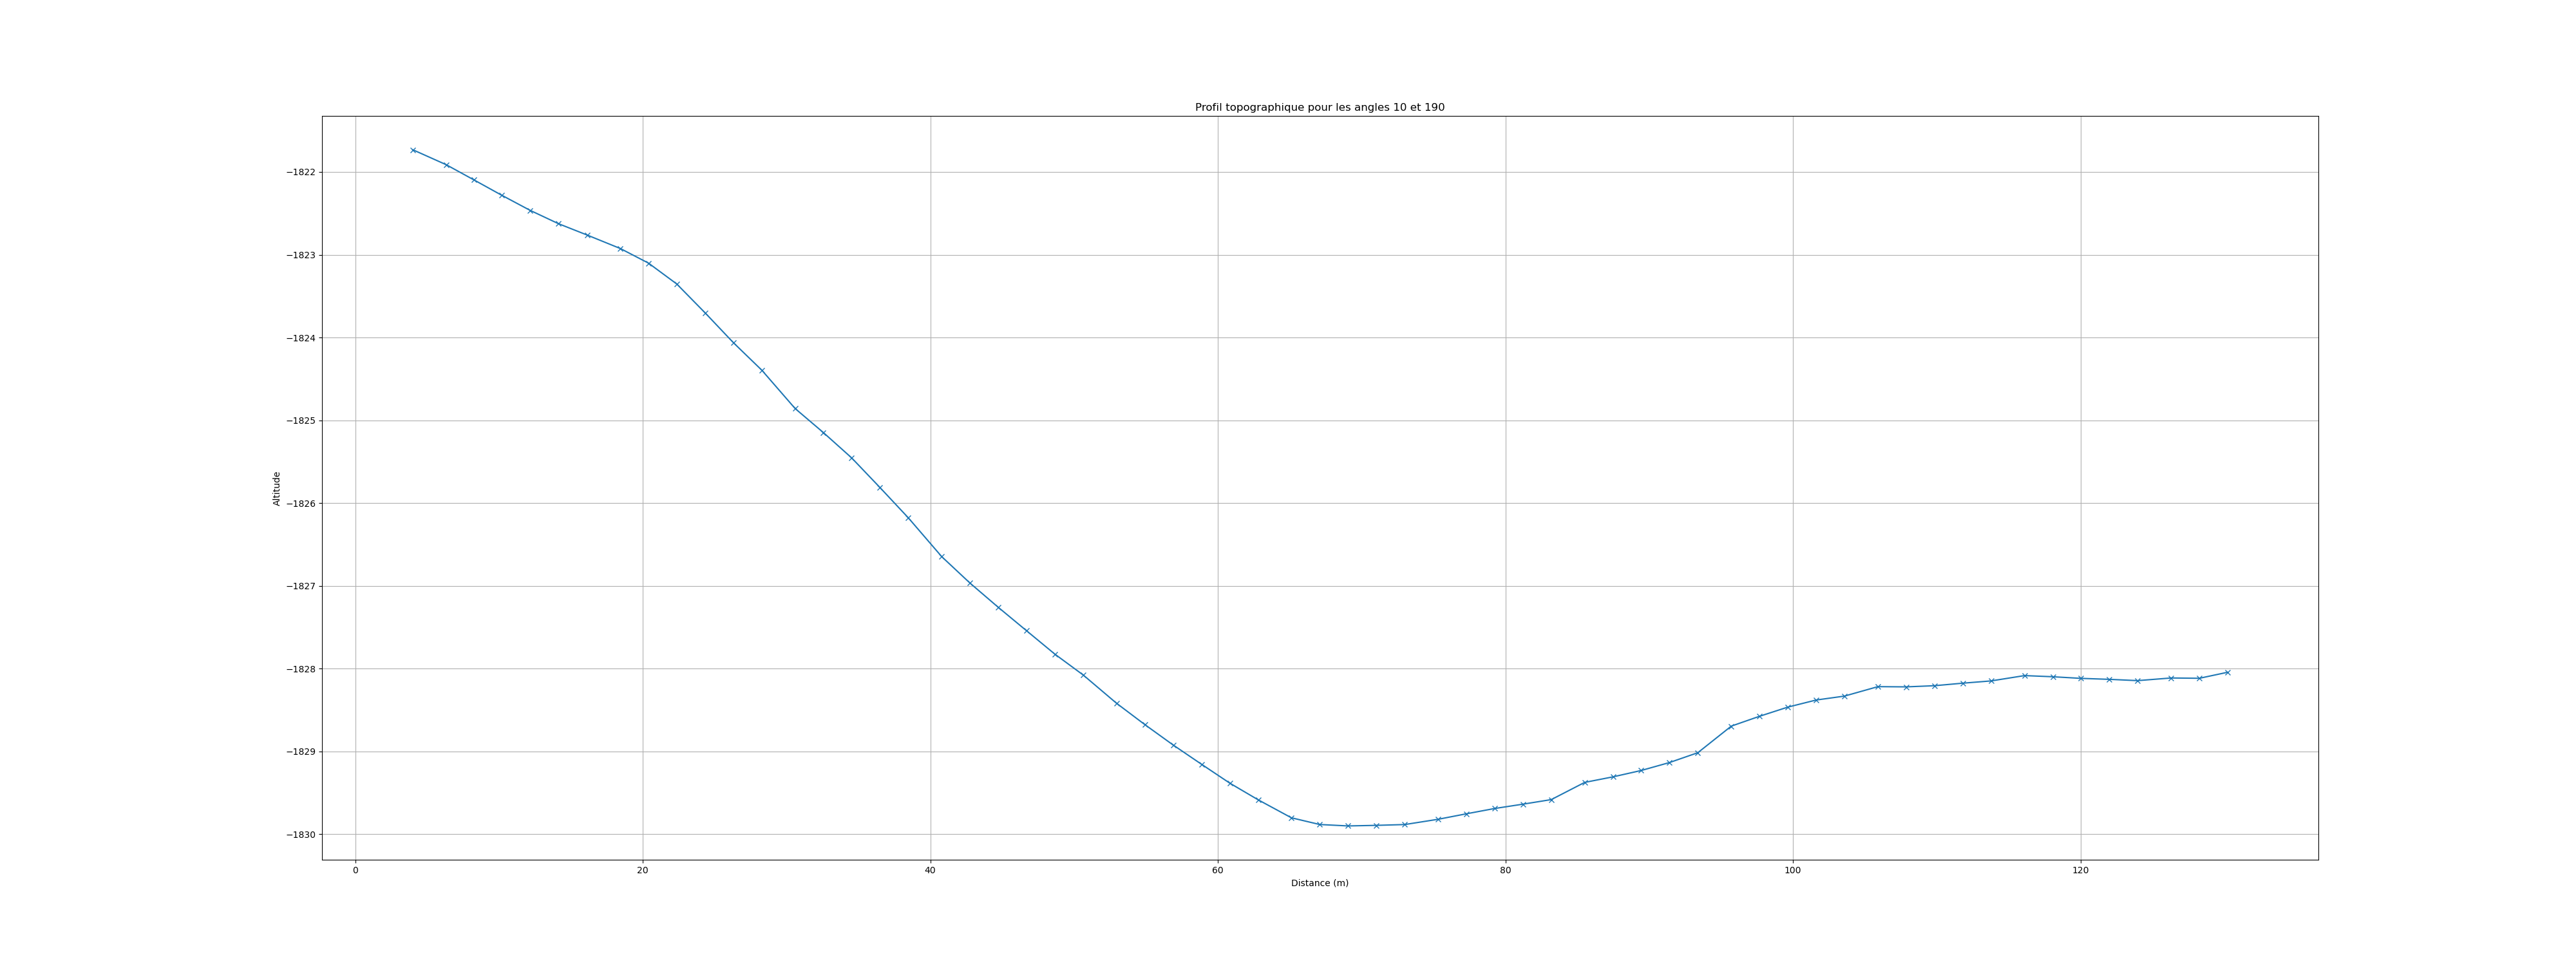 Profil topographique pour les angles 10 et 190
Altitude
−1822
−1823
−1824
−1825
−1826
−1827
−1828
−1829
−1830
0 20 40 60 80 100 120
Distance (m)